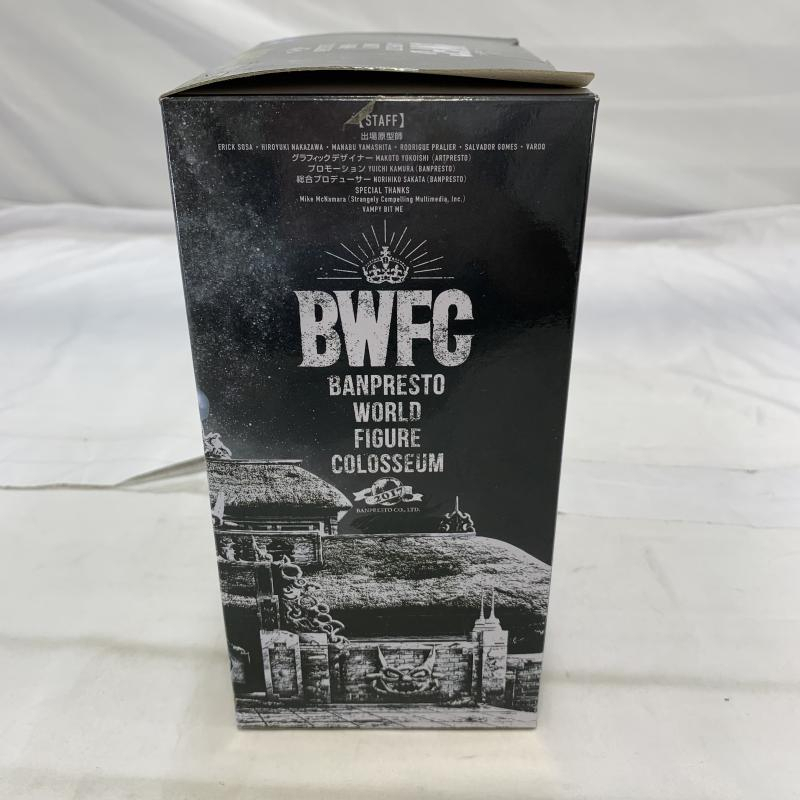 【STAFF】
出場原型師
ERICK SOSA・HIROYUKI NAKAZAWA・MANABU YAMASHITA・RODRIGUE PRALIER・SALVADOR GOMES・VAROQ
グラフィックデザイナー MAKOTO YOKOISHI (ARTPRESTO)
プロモーション YUICHI KAMURA (BANPRESTO)
総合プロデューサー NORIHIKO SAKATA (BANPRESTO)
SPECIAL THANKS
Mike McNamara (Strangely Compelling Multimedia, Inc.)
VAMPY BIT ME
BWFC
BANPRESTO
WORLD
FIGURE
COLOSSEUM
2017
BANPRESTO CO., LTD.